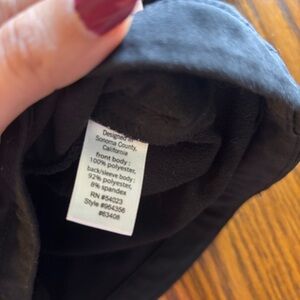 Designed in
Sonoma County,
California
front body :
100% polyester,
back/sleeve body :
92% polyester,
8% spandex
RN #54023
Style #964356
#63408